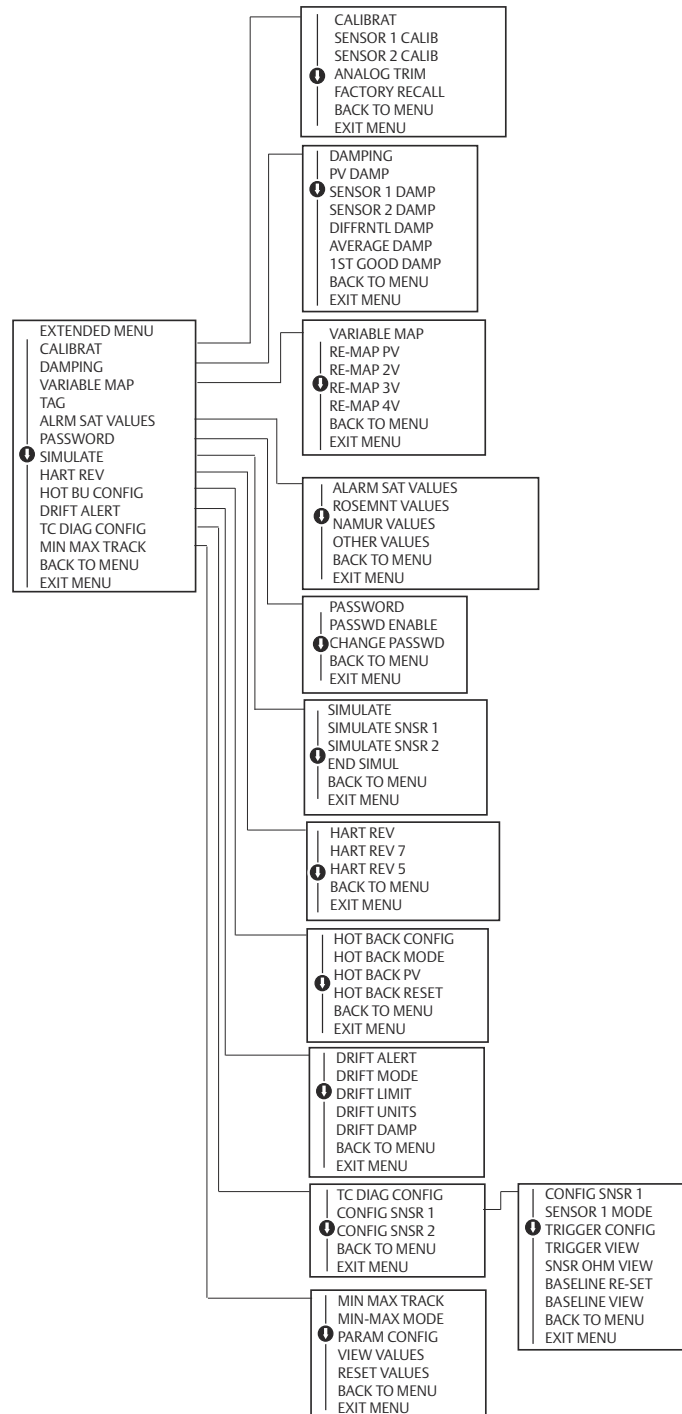 CALIBRAT
SENSOR 1 CALIB
SENSOR 2 CALIB
ANALOG TRIM
FACTORY RECALL
BACK TO MENU
EXIT MENU
DAMPING
PV DAMP
SENSOR 1 DAMP
SENSOR 2 DAMP
DIFFRNTL DAMP
AVERAGE DAMP
1ST GOOD DAMP
BACK TO MENU
EXIT MENU
EXTENDED MENU
CALIBRAT
DAMPING
VARIABLE MAP
TAG
ALRM SAT VALUES
PASSWORD
SIMULATE
HART REV
HOT BU CONFIG
DRIFT ALERT
TC DIAG CONFIG
MIN MAX TRACK
BACK TO MENU
EXIT MENU
VARIABLE MAP
RE-MAP PV
RE-MAP 2V
RE-MAP 3V
RE-MAP 4V
BACK TO MENU
EXIT MENU
ALARM SAT VALUES
ROSEMNT VALUES
NAMUR VALUES
OTHER VALUES
BACK TO MENU
EXIT MENU
PASSWORD
PASSWD ENABLE
CHANGE PASSWD
BACK TO MENU
EXIT MENU
SIMULATE
SIMULATE SNSR 1
SIMULATE SNSR 2
END SIMUL
BACK TO MENU
EXIT MENU
HART REV
HART REV 7
HART REV 5
BACK TO MENU
EXIT MENU
HOT BACK CONFIG
HOT BACK MODE
HOT BACK PV
HOT BACK RESET
BACK TO MENU
EXIT MENU
DRIFT ALERT
DRIFT MODE
DRIFT LIMIT
DRIFT UNITS
DRIFT DAMP
BACK TO MENU
EXIT MENU
TC DIAG CONFIG
CONFIG SNSR 1
CONFIG SNSR 2
BACK TO MENU
EXIT MENU
CONFIG SNSR 1
SENSOR 1 MODE
TRIGGER CONFIG
TRIGGER VIEW
SNSR OHM VIEW
BASELINE RE-SET
BASELINE VIEW
BACK TO MENU
EXIT MENU
MIN MAX TRACK
MIN-MAX MODE
PARAM CONFIG
VIEW VALUES
RESET VALUES
BACK TO MENU
EXIT MENU